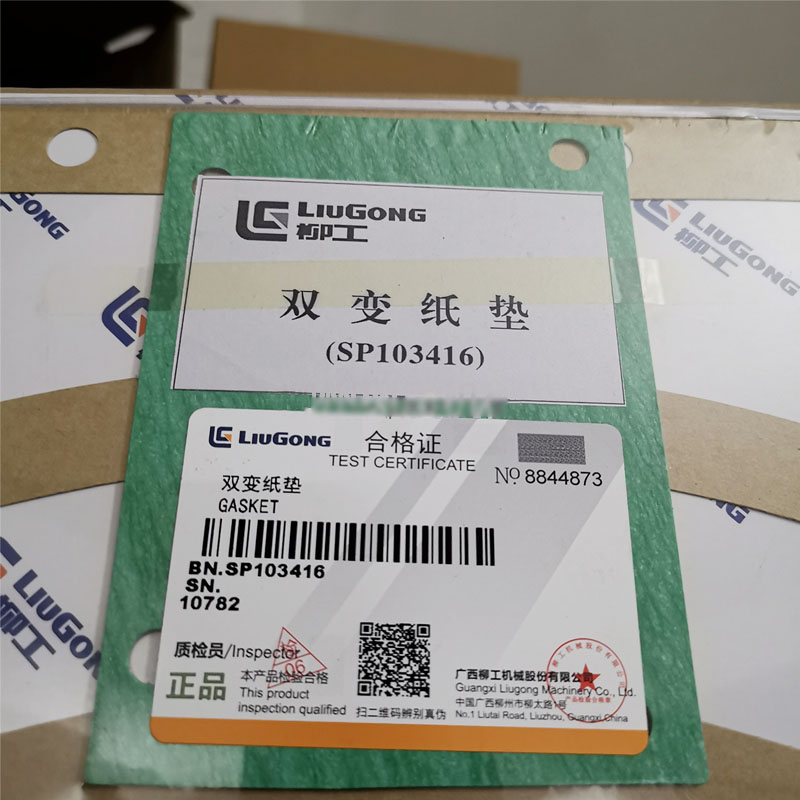 LIUGONG
柳工
双变纸垫
(SP103416)
LIUGONG
合格证
TEST CERTIFICATE
№ 8844873
双变纸垫
GASKET
BN.SP103416
SN.
10782
质检员/Inspector
06
正品
本产品检验合格
This product
inspection qualified
扫二维码辨别真伪
广西柳工机械股份有限公司
Guangxi Liugong Machinery Co., Ltd.
中国广西柳州市柳太路1号
No.1 Liutai Road, Liuzhou, Guangxi, China
LIUGONG
柳工
LIUGONG
柳工